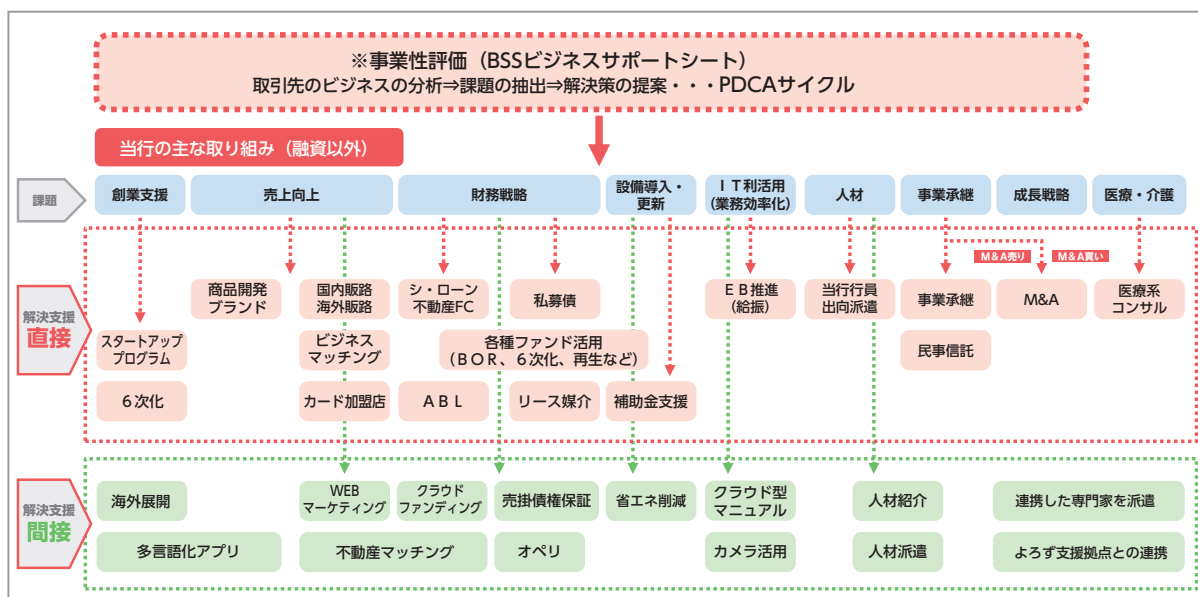 ※事業性評価（BSSビジネスサポートシート）
取引先のビジネスの分析⇒課題の抽出⇒解決策の提案・・・PDCAサイクル
当行の主な取り組み（融資以外）
課題
創業支援
売上向上
財務戦略
設備導入・
更新
ＩＴ利活用
（業務効率化）
人材
事業承継
成長戦略
医療・介護
M&A売り
M&A買い
解決支援
直接
商品開発
ブランド
国内販路
海外販路
シ・ローン
不動産FC
私募債
ＥＢ推進
（給振）
当行行員
出向派遣
事業承継
M&A
医療系
コンサル
スタートアップ
プログラム
ビジネス
マッチング
各種ファンド活用
（ＢＯＲ、６次化、再生など）
民事信託
６次化
カード加盟店
ＡＢＬ
リース媒介
補助金支援
解決支援
間接
海外展開
WEB
マーケティング
クラウド
ファンディング
売掛債権保証
省エネ削減
クラウド型
マニュアル
人材紹介
連携した専門家を派遣
多言語化アプリ
不動産マッチング
オペリ
カメラ活用
人材派遣
よろず支援拠点との連携